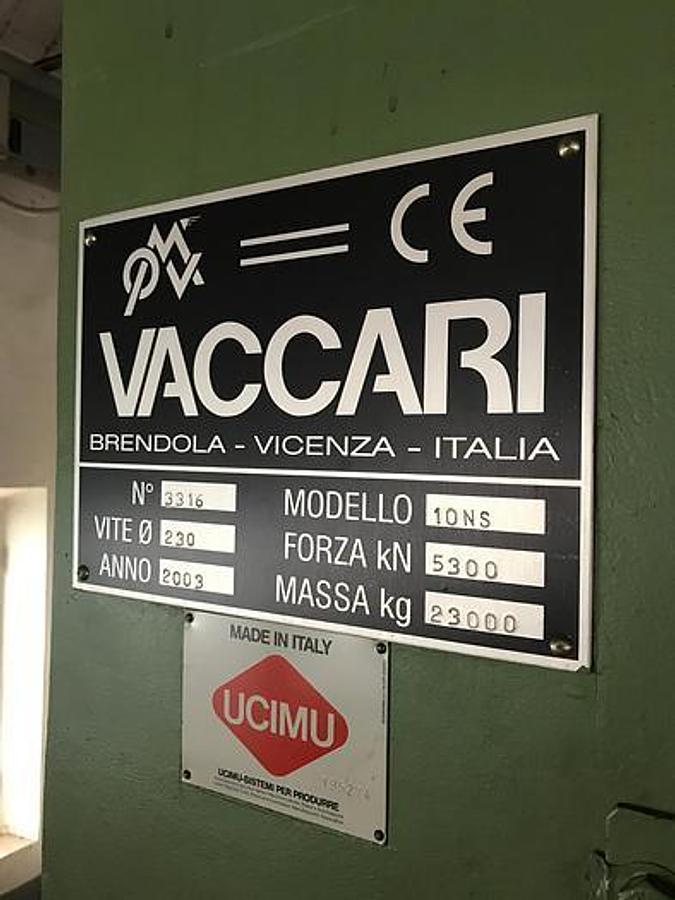 PMV CE
VACCARI
BRENDOLA - VICENZA - ITALIA
N° 3316
VITE Ø 230
ANNO 2003
MODELLO 10NS
FORZA kN 5300
MASSA kg 23000
MADE IN ITALY
UCIMU
UCIMU-SISTEMI PER PRODURRE